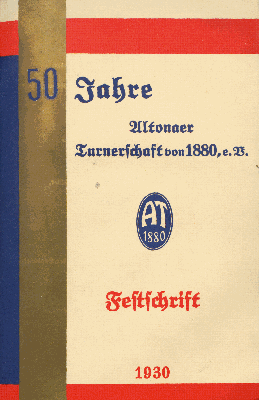 50 Jahre
Altonaer
Turnerschaft von 1880, e. V.
AT
1880
Festschrift
1930